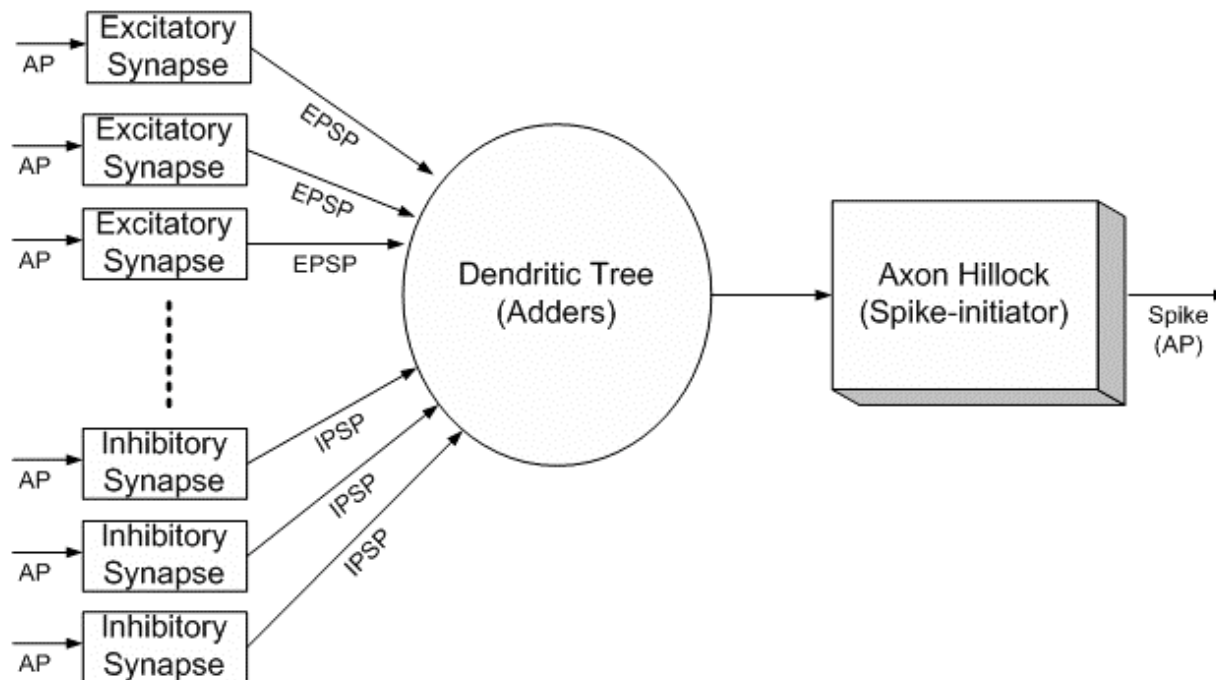 Excitatory
Synapse
AP
EPSP
Excitatory
Synapse
AP
EPSP
Excitatory
Synapse
AP
EPSP
Dendritic Tree
(Adders)
Axon Hillock
(Spike-initiator)
Spike
(AP)
Inhibitory
Synapse
AP
IPSP
Inhibitory
Synapse
AP
IPSP
Inhibitory
Synapse
AP
IPSP